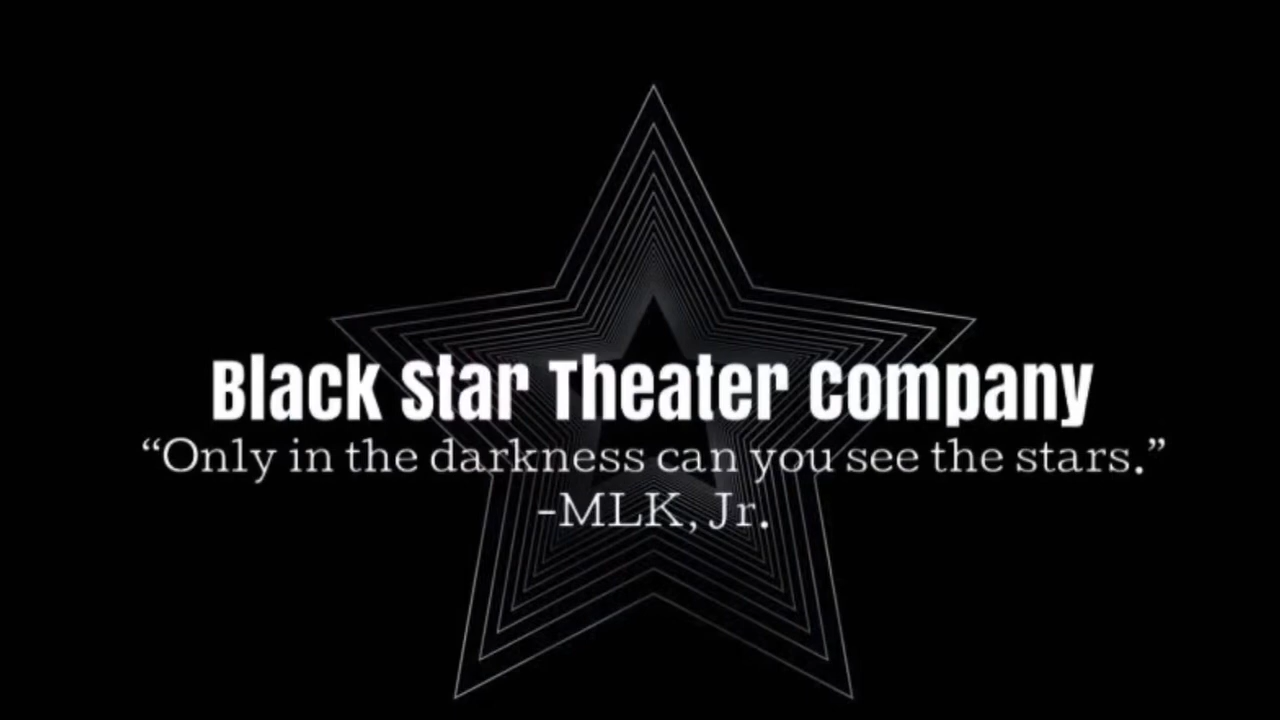 Black Star Theater Company
“Only in the darkness can you see the stars.”
-MLK, Jr.